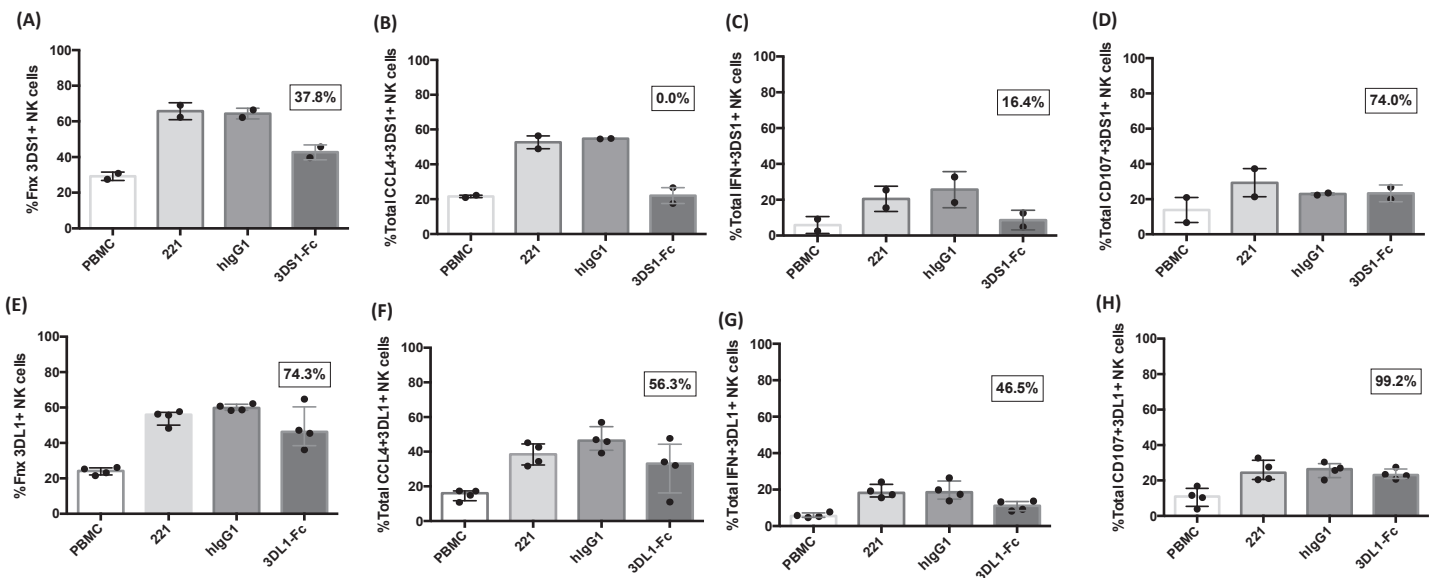 (A)
%Fnx 3DS1+ NK cells
100
80
60
40
20
0
37.8%
PBMC
221
hIgG1
3DS1-Fc
(B)
%Total CCL4+3DS1+ NK cells
100
80
60
40
20
0
0.0%
PBMC
221
hIgG1
3DS1-Fc
(C)
%Total IFN+3DS1+ NK cells
100
80
60
40
20
0
16.4%
PBMC
221
hIgG1
3DS1-Fc
(D)
%Total CD107+3DS1+ NK cells
100
80
60
40
20
0
74.0%
PBMC
221
hIgG1
3DS1-Fc
(E)
%Fnx 3DL1+ NK cells
100
80
60
40
20
0
74.3%
PBMC
221
hIgG1
3DL1-Fc
(F)
%Total CCL4+3DL1+ NK cells
100
80
60
40
20
0
56.3%
PBMC
221
hIgG1
3DL1-Fc
(G)
%Total IFN+3DL1+ NK cells
100
80
60
40
20
0
46.5%
PBMC
221
hIgG1
3DL1-Fc
(H)
%Total CD107+3DL1+ NK cells
100
80
60
40
20
0
99.2%
PBMC
221
hIgG1
3DL1-Fc